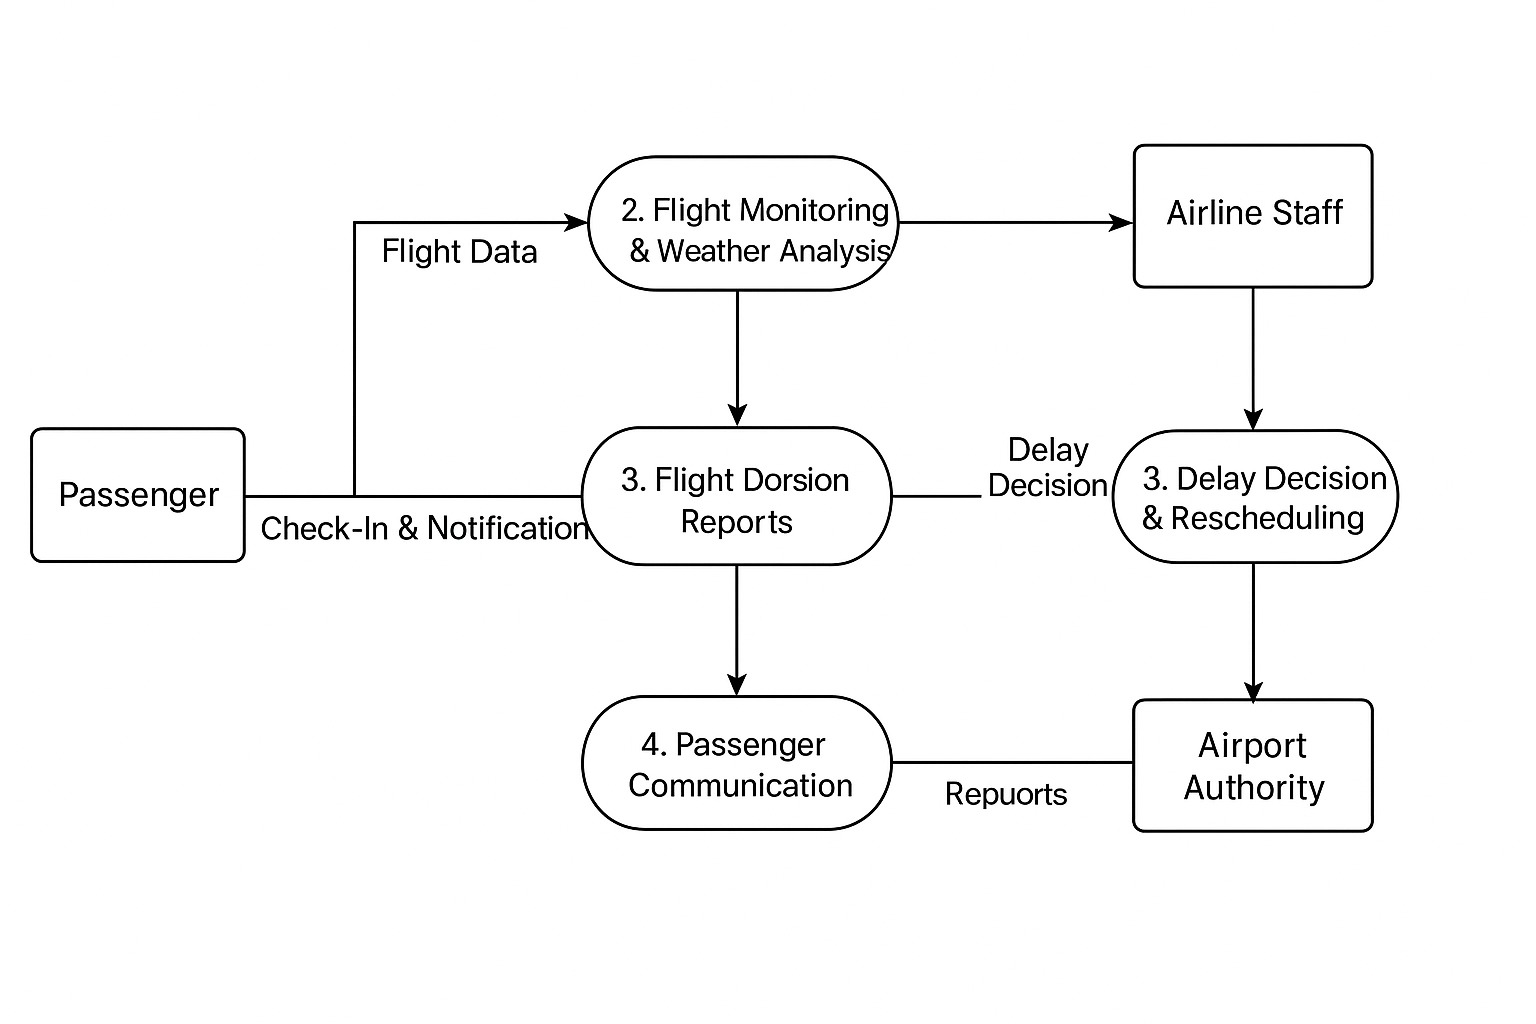 2. Flight Monitoring
& Weather Analysis
Airline Staff
Flight Data
Passenger
Check-In & Notification
3. Flight Dorsion
Reports
Delay
Decision
3. Delay Decision
& Rescheduling
4. Passenger
Communication
Repuorts
Airport
Authority